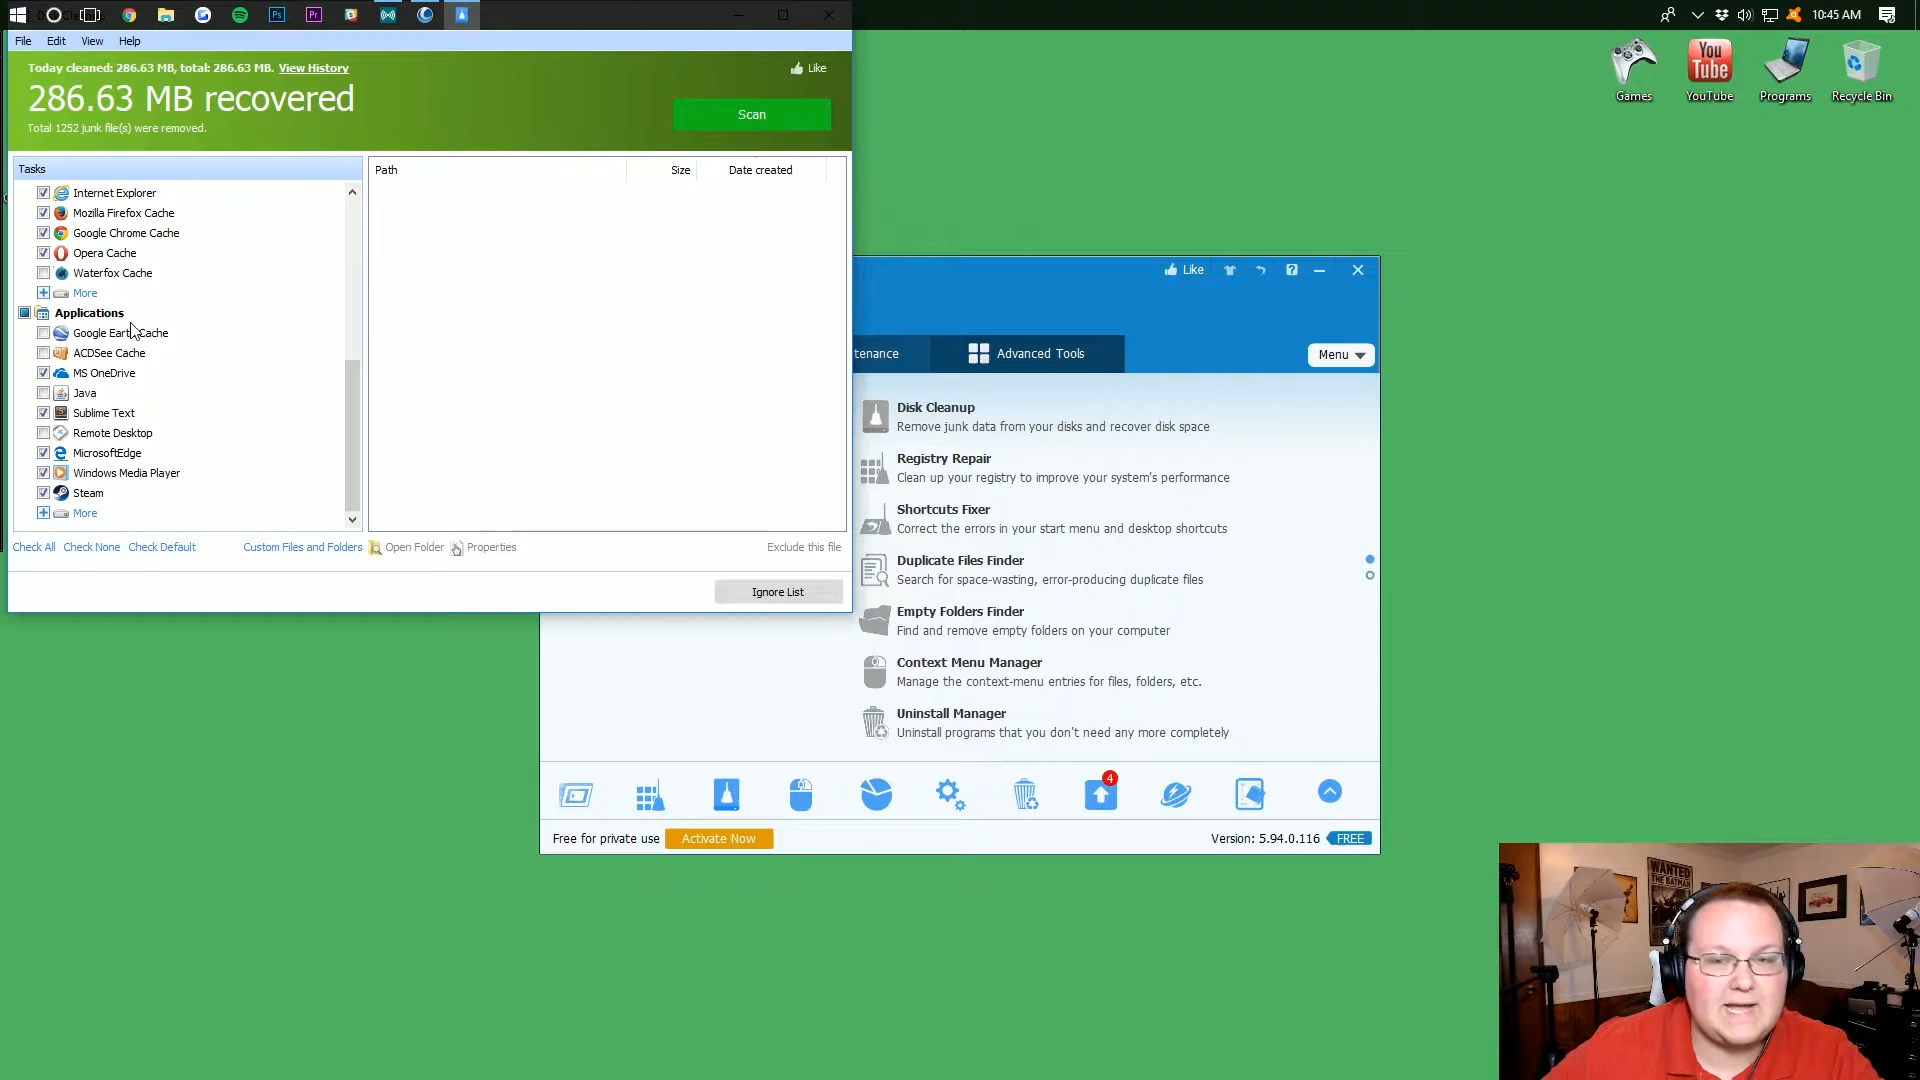 10:45 AM
File Edit View Help
Today cleaned: 286.63 MB, total: 286.63 MB. View History
Like
286.63 MB recovered
Scan
Total 1252 junk file(s) were removed.
Tasks
Path Size Date created
Internet Explorer
Mozilla Firefox Cache
Google Chrome Cache
Opera Cache
Waterfox Cache
More
Applications
Google Earth Cache
ACDSee Cache
MS OneDrive
Java
Sublime Text
Remote Desktop
MicrosoftEdge
Windows Media Player
Steam
More
Check All Check None Check Default Custom Files and Folders Open Folder Properties Exclude this file
Ignore List
Games
You Tube
YouTube
Programs
Recycle Bin
Like
tenance
Advanced Tools
Menu
Disk Cleanup
Remove junk data from your disks and recover disk space
Registry Repair
Clean up your registry to improve your system's performance
Shortcuts Fixer
Correct the errors in your start menu and desktop shortcuts
Duplicate Files Finder
Search for space-wasting, error-producing duplicate files
Empty Folders Finder
Find and remove empty folders on your computer
Context Menu Manager
Manage the context-menu entries for files, folders, etc.
Uninstall Manager
Uninstall programs that you don't need any more completely
4
Free for private use Activate Now
Version: 5.94.0.116 FREE
WANTED
THE BATMAN